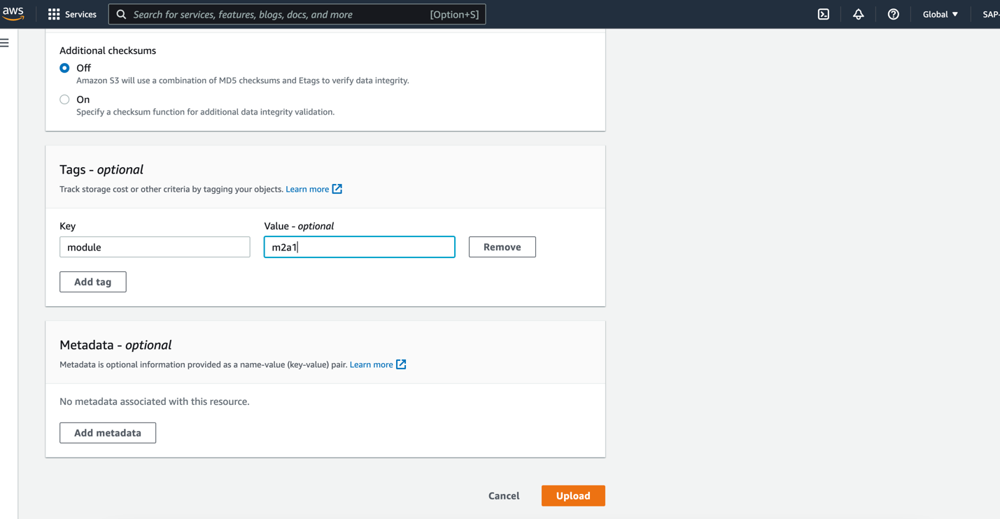 aws Services Search for services, features, blogs, docs, and more [Option+S] Global ▼ SAP-
Additional checksums
Off
Amazon S3 will use a combination of MD5 checksums and Etags to verify data integrity.
On
Specify a checksum function for additional data integrity validation.
Tags - optional
Track storage cost or other criteria by tagging your objects. Learn more
Key Value - optional
module m2a1 Remove
Add tag
Metadata - optional
Metadata is optional information provided as a name-value (key-value) pair. Learn more
No metadata associated with this resource.
Add metadata
Cancel Upload